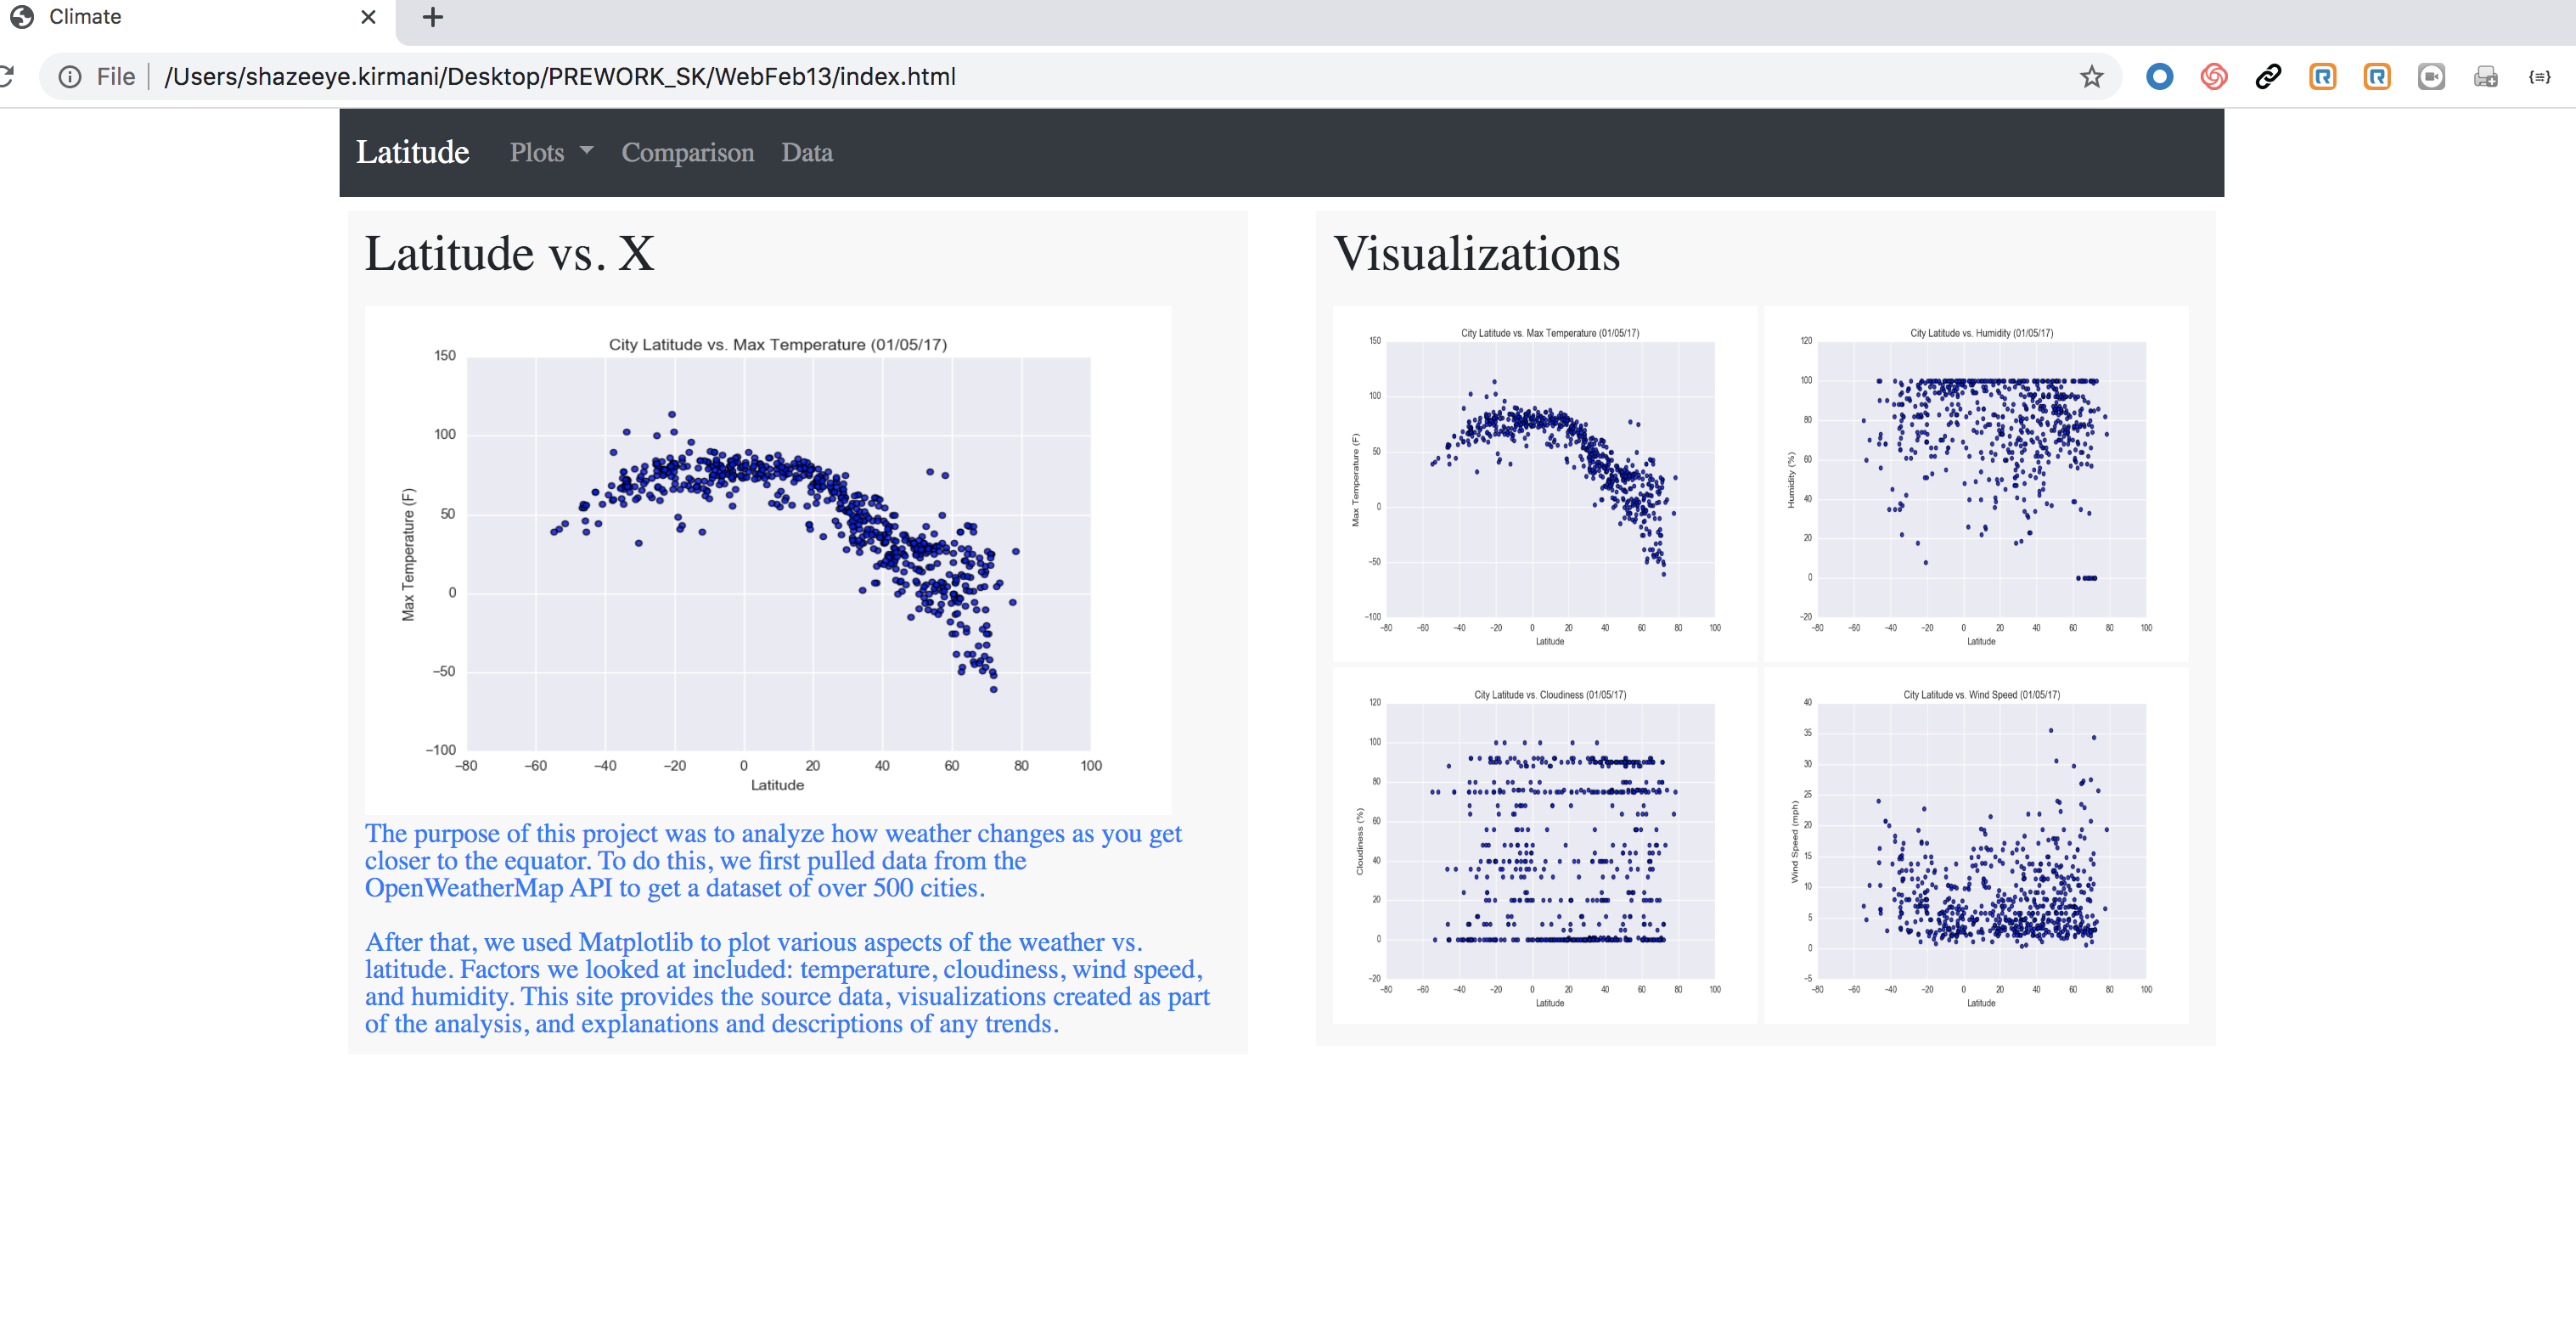 Climate
File /Users/shazeeye.kirmani/Desktop/PREWORK_SK/WebFeb13/index.html
Latitude Plots Comparison Data
Latitude vs. X
City Latitude vs. Max Temperature (01/05/17)
150
100
50
0
−50
−100
Max Temperature (F)
−80 −60 −40 −20 0 20 40 60 80 100
Latitude
The purpose of this project was to analyze how weather changes as you get
closer to the equator. To do this, we first pulled data from the
OpenWeatherMap API to get a dataset of over 500 cities.
After that, we used Matplotlib to plot various aspects of the weather vs.
latitude. Factors we looked at included: temperature, cloudiness, wind speed,
and humidity. This site provides the source data, visualizations created as part
of the analysis, and explanations and descriptions of any trends.
Visualizations
City Latitude vs. Max Temperature (01/05/17)
150
100
50
0
−50
−100
Max Temperature (F)
−80 −60 −40 −20 0 20 40 60 80 100
Latitude
City Latitude vs. Humidity (01/05/17)
120
100
80
60
40
20
0
−20
Humidity (%)
−80 −60 −40 −20 0 20 40 60 80 100
Latitude
City Latitude vs. Cloudiness (01/05/17)
120
100
80
60
40
20
0
−20
Cloudiness (%)
−80 −60 −40 −20 0 20 40 60 80 100
Latitude
City Latitude vs. Wind Speed (01/05/17)
40
35
30
25
20
15
10
5
0
−5
Wind Speed (mph)
−80 −60 −40 −20 0 20 40 60 80 100
Latitude